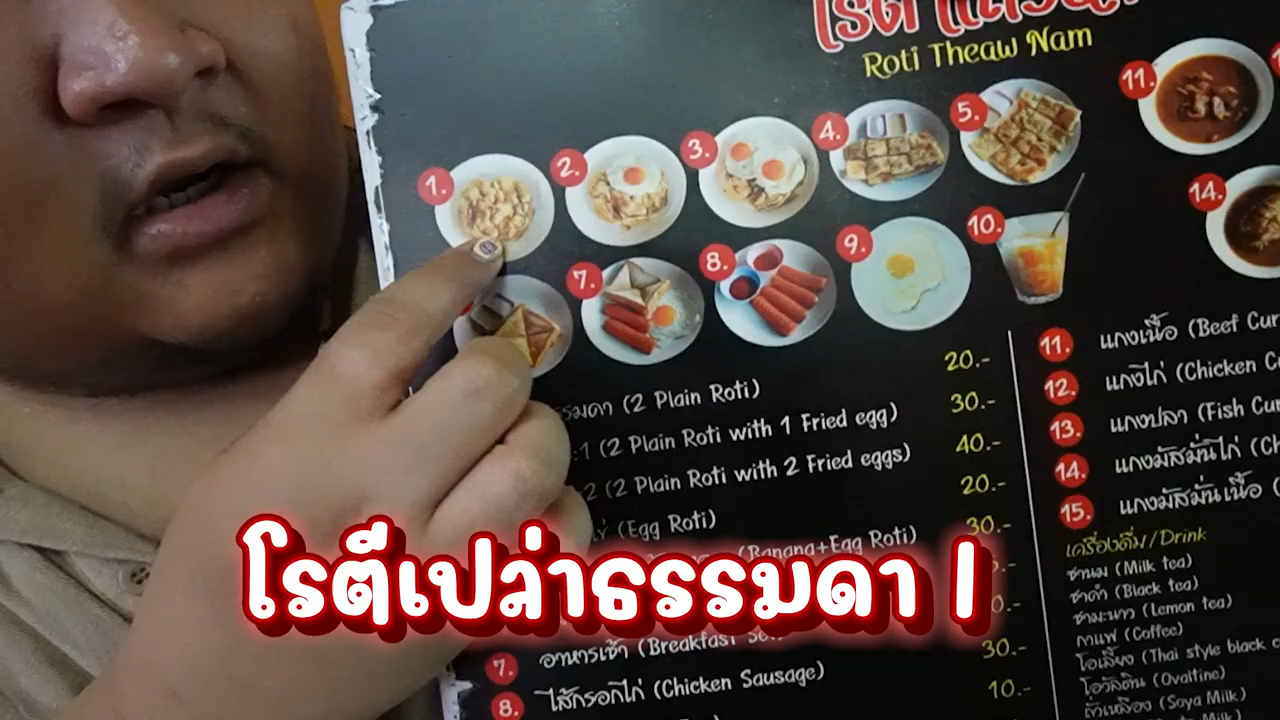 Roti Theaw Nam
1.
2.
3.
4.
5.
11.
7.
8.
9.
10.
14.
(2 Plain Roti) 20.-
(2 Plain Roti with 1 Fried egg) 30.-
2 (2 Plain Roti with 2 Fried eggs) 40.-
(Egg Roti) 20.-
(Banana+Egg Roti) 30.-
โรตีเปล่าธรรมดา 1
7. อาหารเช้า (Breakfast 30.-
8. ไส้กรอกไก่ (Chicken Sausage) 10.-
11. แกงเนื้อ (Beef
12. แกงไก่ (Chicken
13. แกงปลา (Fish
14. แกงมัสมั่นไก่
15. แกงมัสมั่นเนื้อ
เครื่องดื่ม/Drink
ชานม (Milk tea)
ชาดำ (Black tea)
ชามะนาว (Lemon tea)
กาแฟ (Coffee)
โอเลี้ยง (Thai style black
โอวัลติน (Ovaltine)
ถั่วเหลือง (Soya Milk)